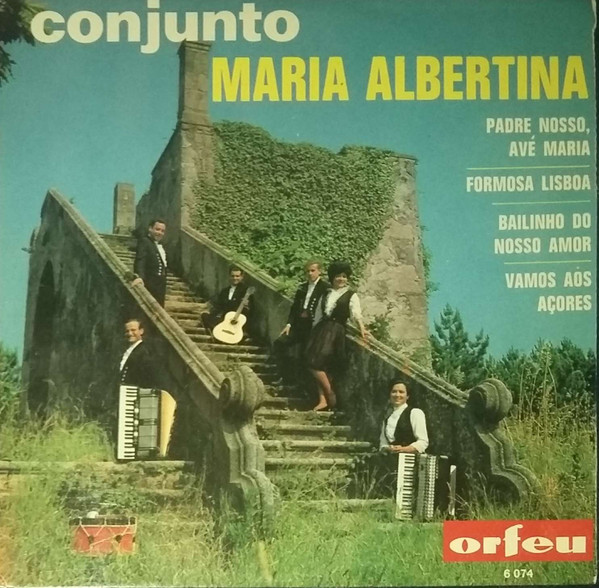 conjunto
MARIA ALBERTINA
PADRE NOSSO,
AVÉ MARIA
FORMOSA LISBOA
BAILINHO DO
NOSSO AMOR
VAMOS AOS
AÇORES
orfeu
6 074